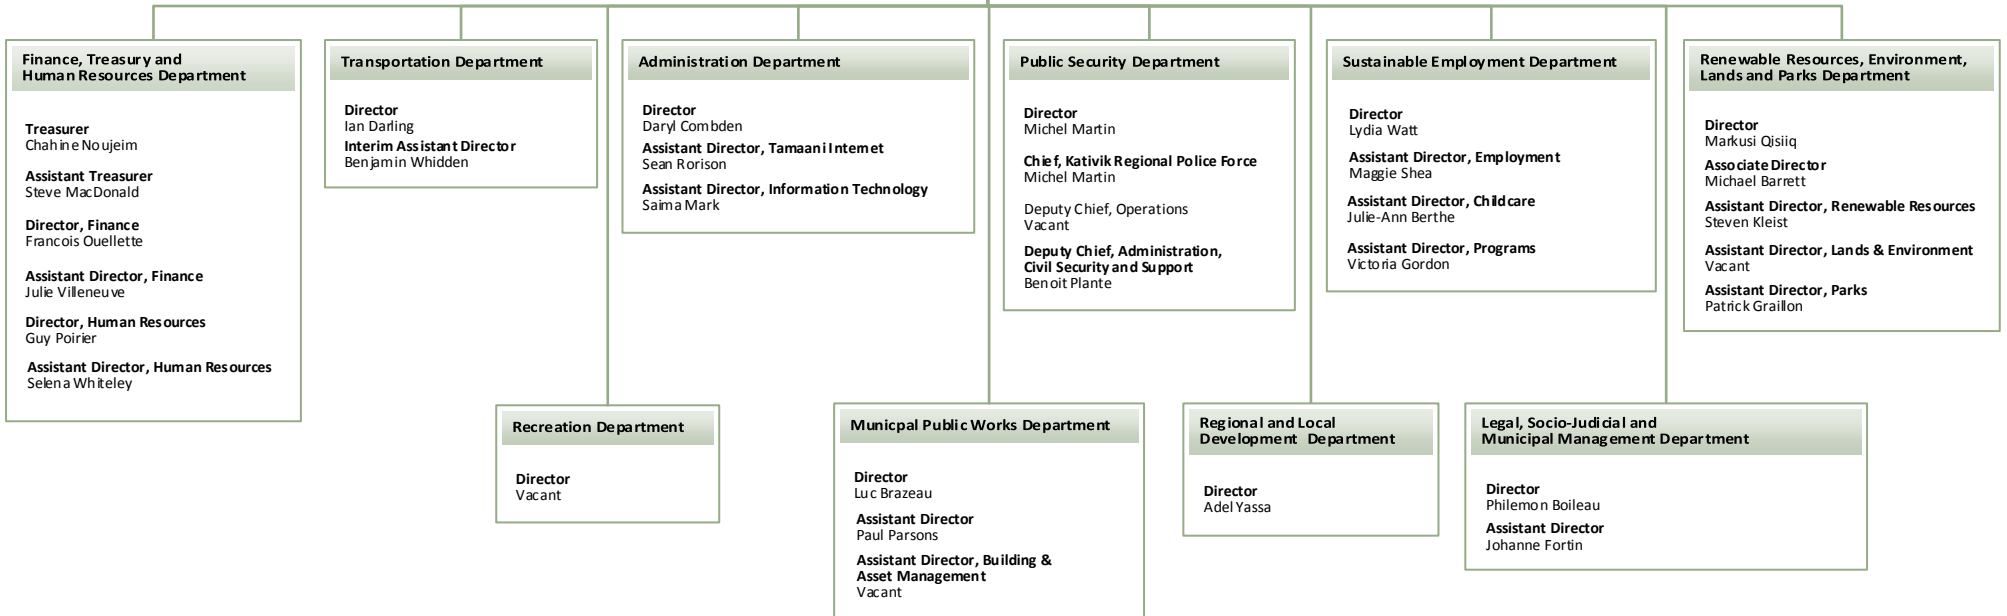 Finance, Treasury and
Human Resources Department
Treasurer
Chahine Noujeim
Assistant Treasurer
Steve MacDonald
Director, Finance
Francois Ouellette
Assistant Director, Finance
Julie Villeneuve
Director, Human Resources
Guy Poirier
Assistant Director, Human Resources
Selena Whiteley
Transportation Department
Director
Ian Darling
Interim Assistant Director
Benjamin Whidden
Administration Department
Director
Daryl Combden
Assistant Director, Tamaani Internet
Sean Rorison
Assistant Director, Information Technology
Saima Mark
Public Security Department
Director
Michel Martin
Chief, Kativik Regional Police Force
Michel Martin
Deputy Chief, Operations
Vacant
Deputy Chief, Administration,
Civil Security and Support
Benoit Plante
Sustainable Employment Department
Director
Lydia Watt
Assistant Director, Employment
Maggie Shea
Assistant Director, Childcare
Julie-Ann Berthe
Assistant Director, Programs
Victoria Gordon
Renewable Resources, Environment,
Lands and Parks Department
Director
Markusi Qisiiq
Associate Director
Michael Barrett
Assistant Director, Renewable Resources
Steven Kleist
Assistant Director, Lands & Environment
Vacant
Assistant Director, Parks
Patrick Graillon
Recreation Department
Director
Vacant
Municpal Public Works Department
Director
Luc Brazeau
Assistant Director
Paul Parsons
Assistant Director, Building &
Asset Management
Vacant
Regional and Local
Development Department
Director
Adel Yassa
Legal, Socio-Judicial and
Municipal Management Department
Director
Philemon Boileau
Assistant Director
Johanne Fortin